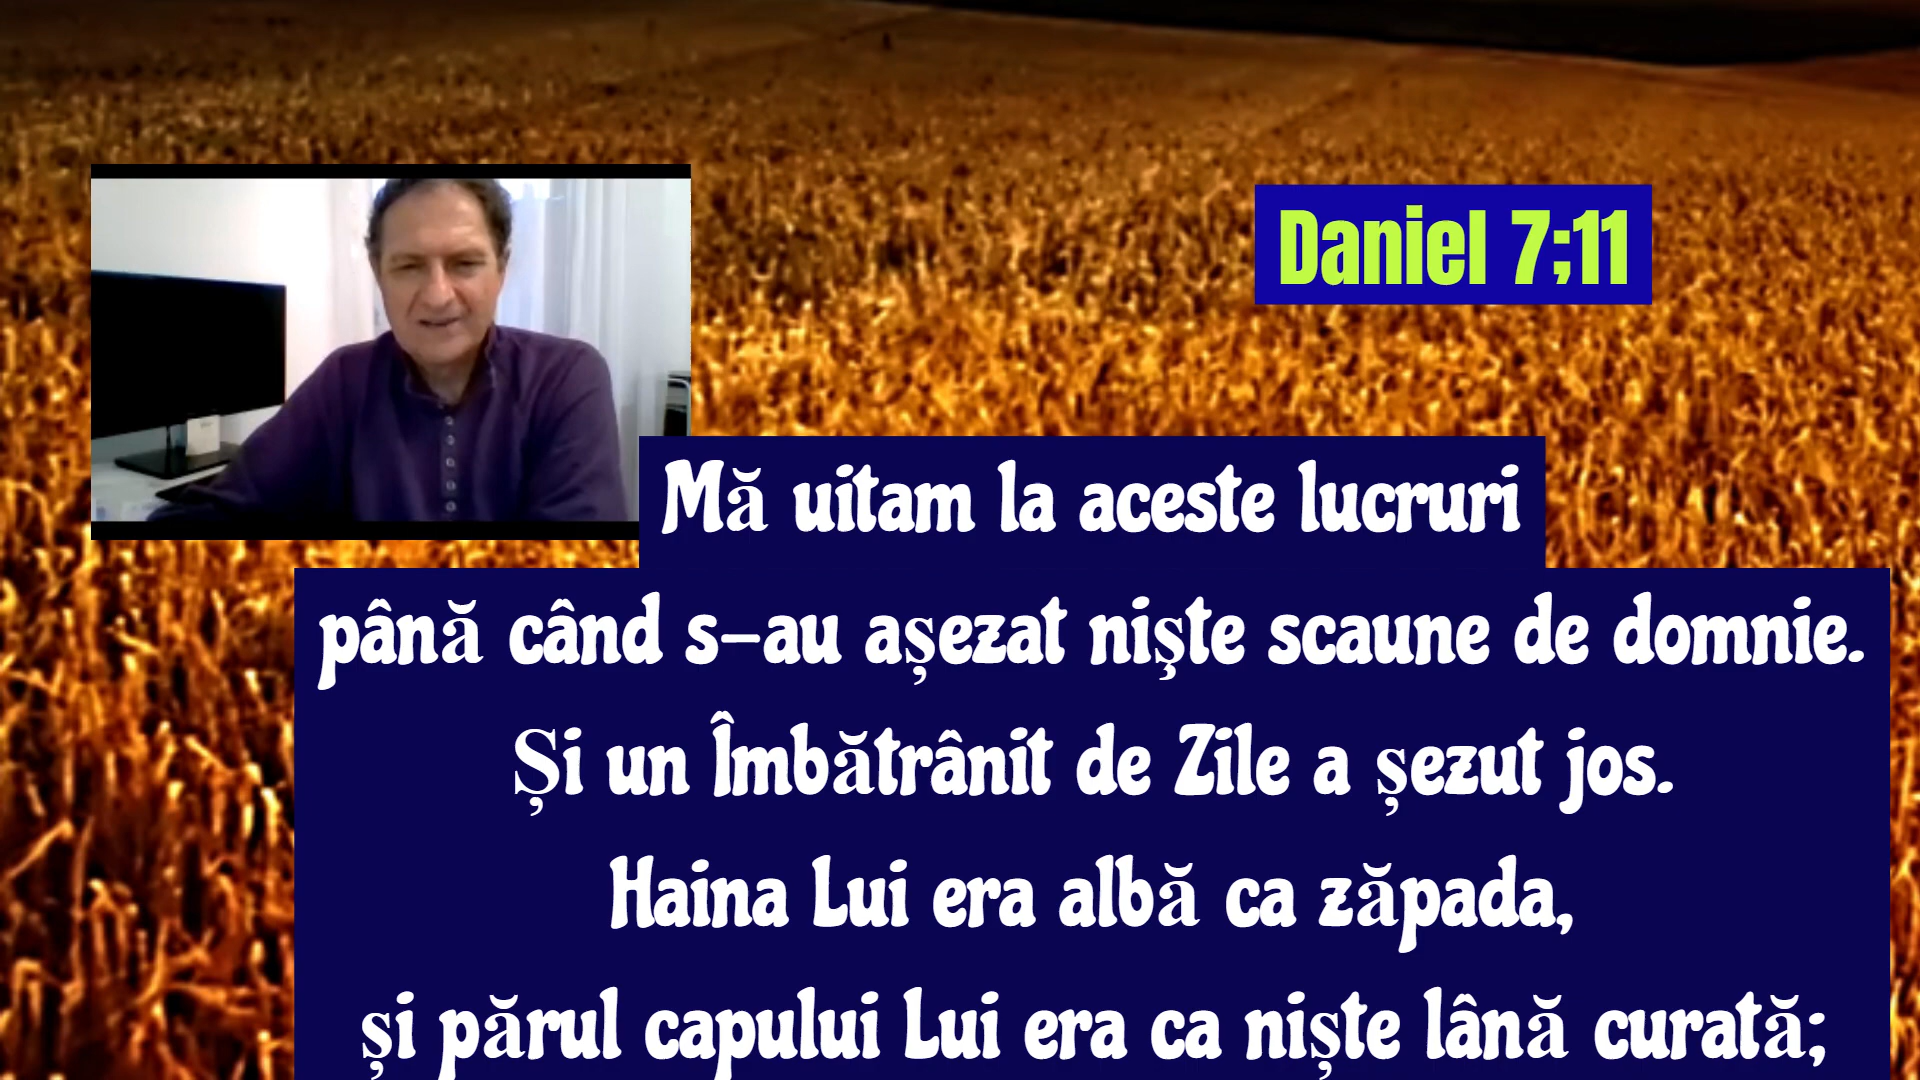 Daniel 7;11
Mă uitam la aceste lucruri
până când s-au așezat nişte scaune de domnie.
Și un Îmbătrânit de Zile a șezut jos.
Haina Lui era albă ca zăpada,
și părul capului Lui era ca niște lână curată;